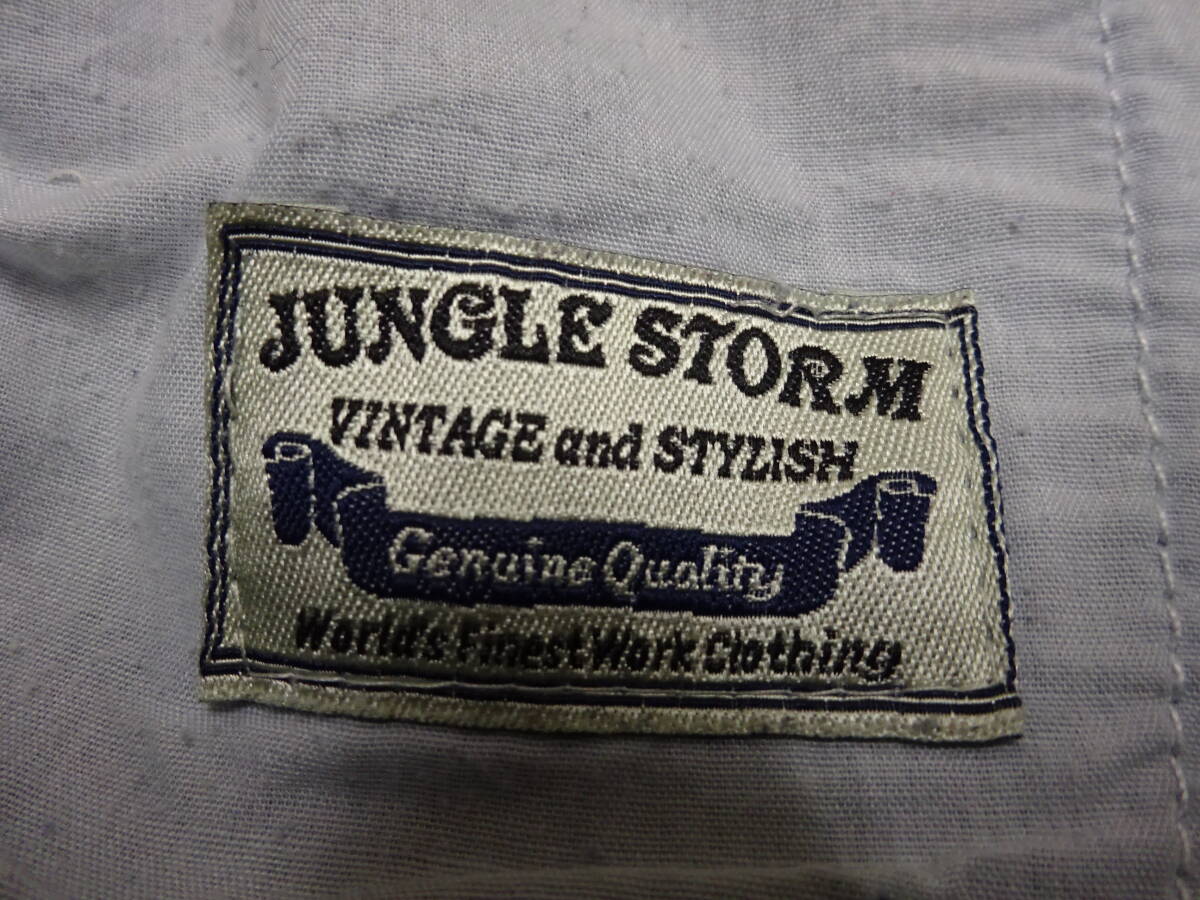 JUNGLE STORM
VINTAGE and STYLISH
Genuine Quality
World's Finest Work Clothing